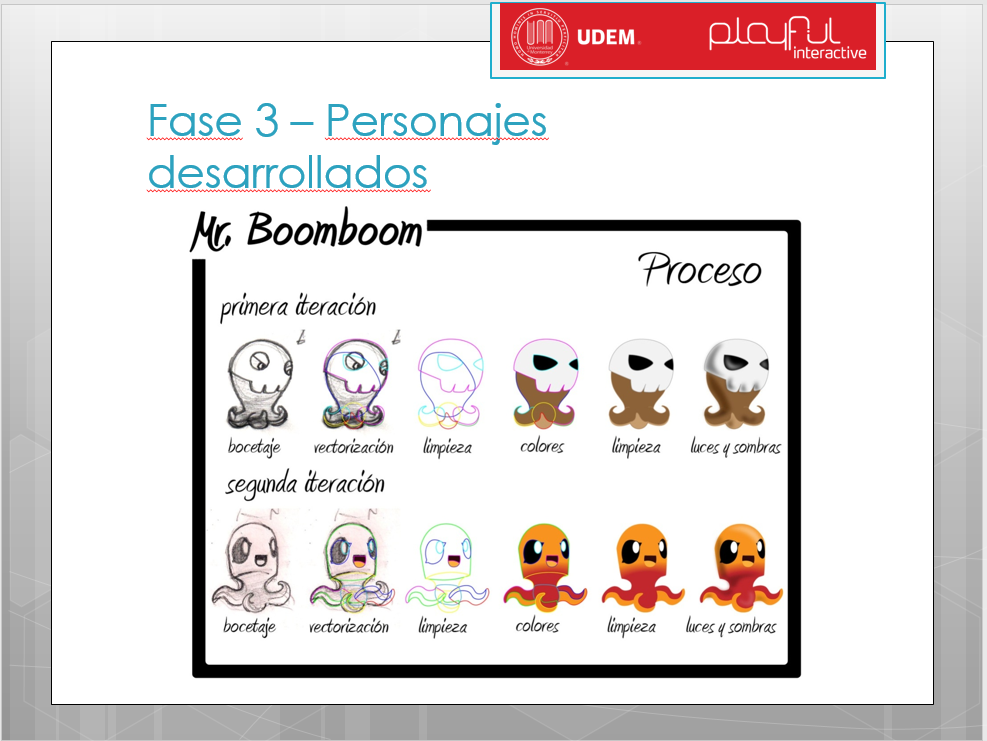 UDEM
playful
interactive
Fase 3 – Personajes
desarrollados
Mr. Boomboom
Proceso
primera iteración
bocetaje vectorización limpieza colores limpieza luces y sombras
segunda iteración
bocetaje vectorización limpieza colores limpieza luces y sombras